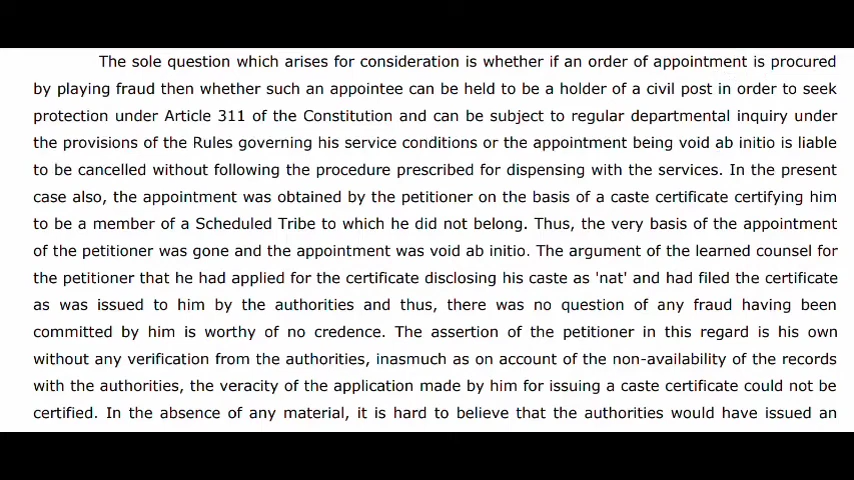 The sole question which arises for consideration is whether if an order of appointment is procured
by playing fraud then whether such an appointee can be held to be a holder of a civil post in order to seek
protection under Article 311 of the Constitution and can be subject to regular departmental inquiry under
the provisions of the Rules governing his service conditions or the appointment being void ab initio is liable
to be cancelled without following the procedure prescribed for dispensing with the services. In the present
case also, the appointment was obtained by the petitioner on the basis of a caste certificate certifying him
to be a member of a Scheduled Tribe to which he did not belong. Thus, the very basis of the appointment
of the petitioner was gone and the appointment was void ab initio. The argument of the learned counsel for
the petitioner that he had applied for the certificate disclosing his caste as 'nat' and had filed the certificate
as was issued to him by the authorities and thus, there was no question of any fraud having been
committed by him is worthy of no credence. The assertion of the petitioner in this regard is his own
without any verification from the authorities, inasmuch as on account of the non-availability of the records
with the authorities, the veracity of the application made by him for issuing a caste certificate could not be
certified. In the absence of any material, it is hard to believe that the authorities would have issued an